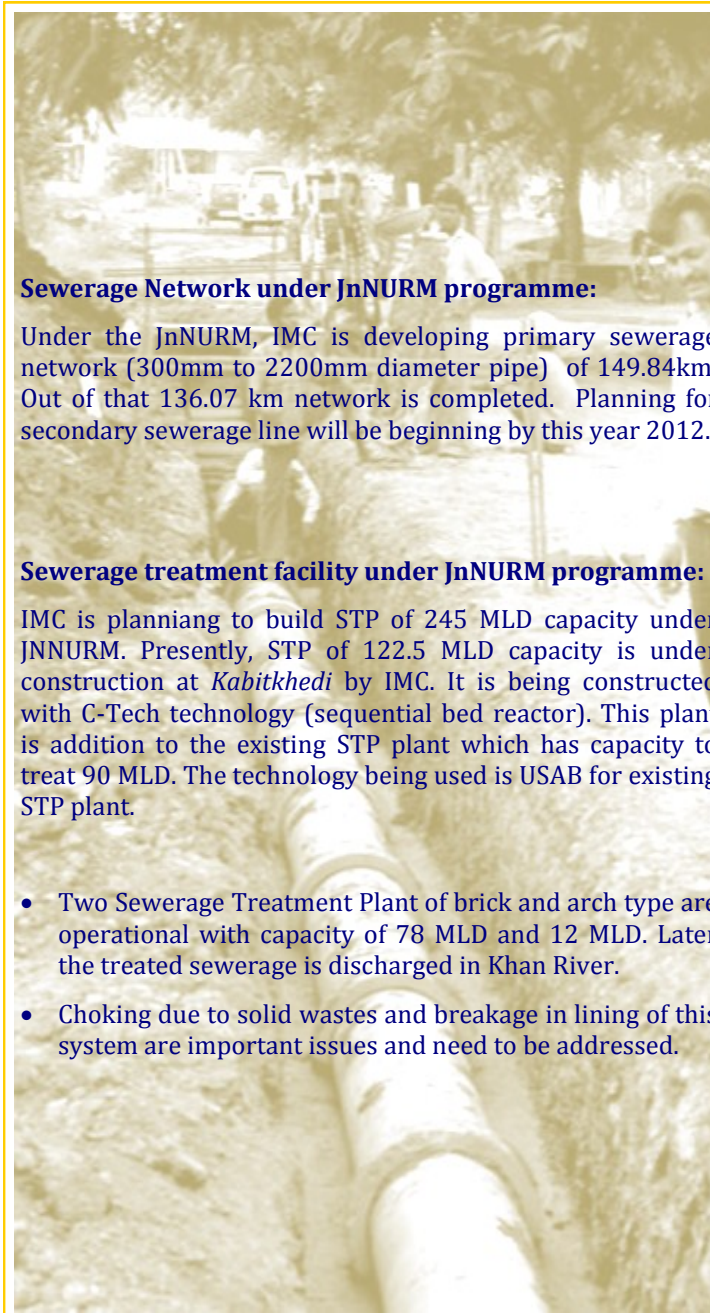 Sewerage Network under JnNURM programme:
Under the JnNURM, IMC is developing primary sewerage
network (300mm to 2200mm diameter pipe) of 149.84km
Out of that 136.07 km network is completed. Planning for
secondary sewerage line will be beginning by this year 2012.
Sewerage treatment facility under JnNURM programme:
IMC is planniang to build STP of 245 MLD capacity under
JNNURM. Presently, STP of 122.5 MLD capacity is under
construction at Kabitkhedi by IMC. It is being constructed
with C-Tech technology (sequential bed reactor). This plant
is addition to the existing STP plant which has capacity to
treat 90 MLD. The technology being used is USAB for existing
STP plant.
• Two Sewerage Treatment Plant of brick and arch type are
operational with capacity of 78 MLD and 12 MLD. Later
the treated sewerage is discharged in Khan River.
• Choking due to solid wastes and breakage in lining of this
system are important issues and need to be addressed.